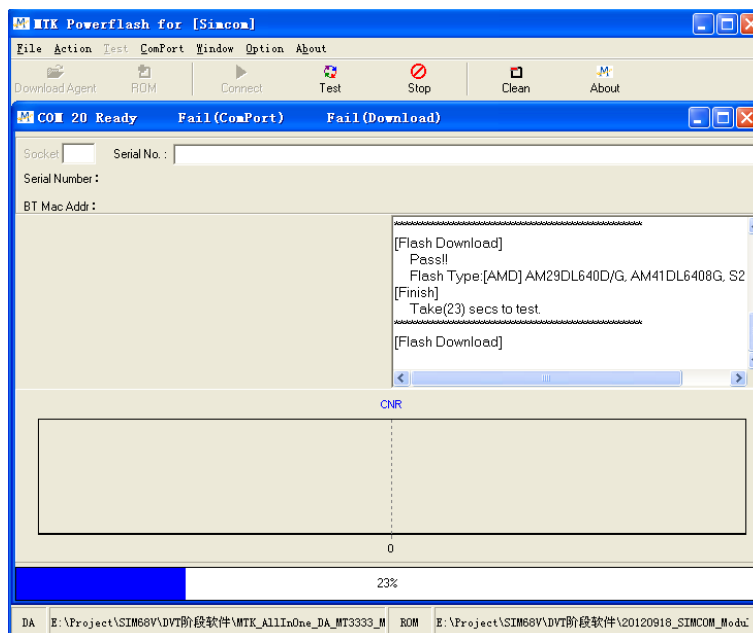 MTK Powerflash for [Simcom]
File Action Test ComPort Window Option About
Download Agent ROM Connect Test Stop Clean About
COM 20 Ready Fail(ComPort) Fail(Download)
Socket Serial No. :
Serial Number :
BT Mac Addr :
[Flash Download]
Pass!!
Flash Type:[AMD] AM29DL640D/G, AM41DL6408G, S2
[Finish]
Take(23) secs to test.
[Flash Download]
CNR
0
23%
DA E:\Project\SIM68V\DVT阶段软件\MTK_AllInOne_DA_MT3333_M ROM E:\Project\SIM68V\DVT阶段软件\20120918_SIMCOM_Modu